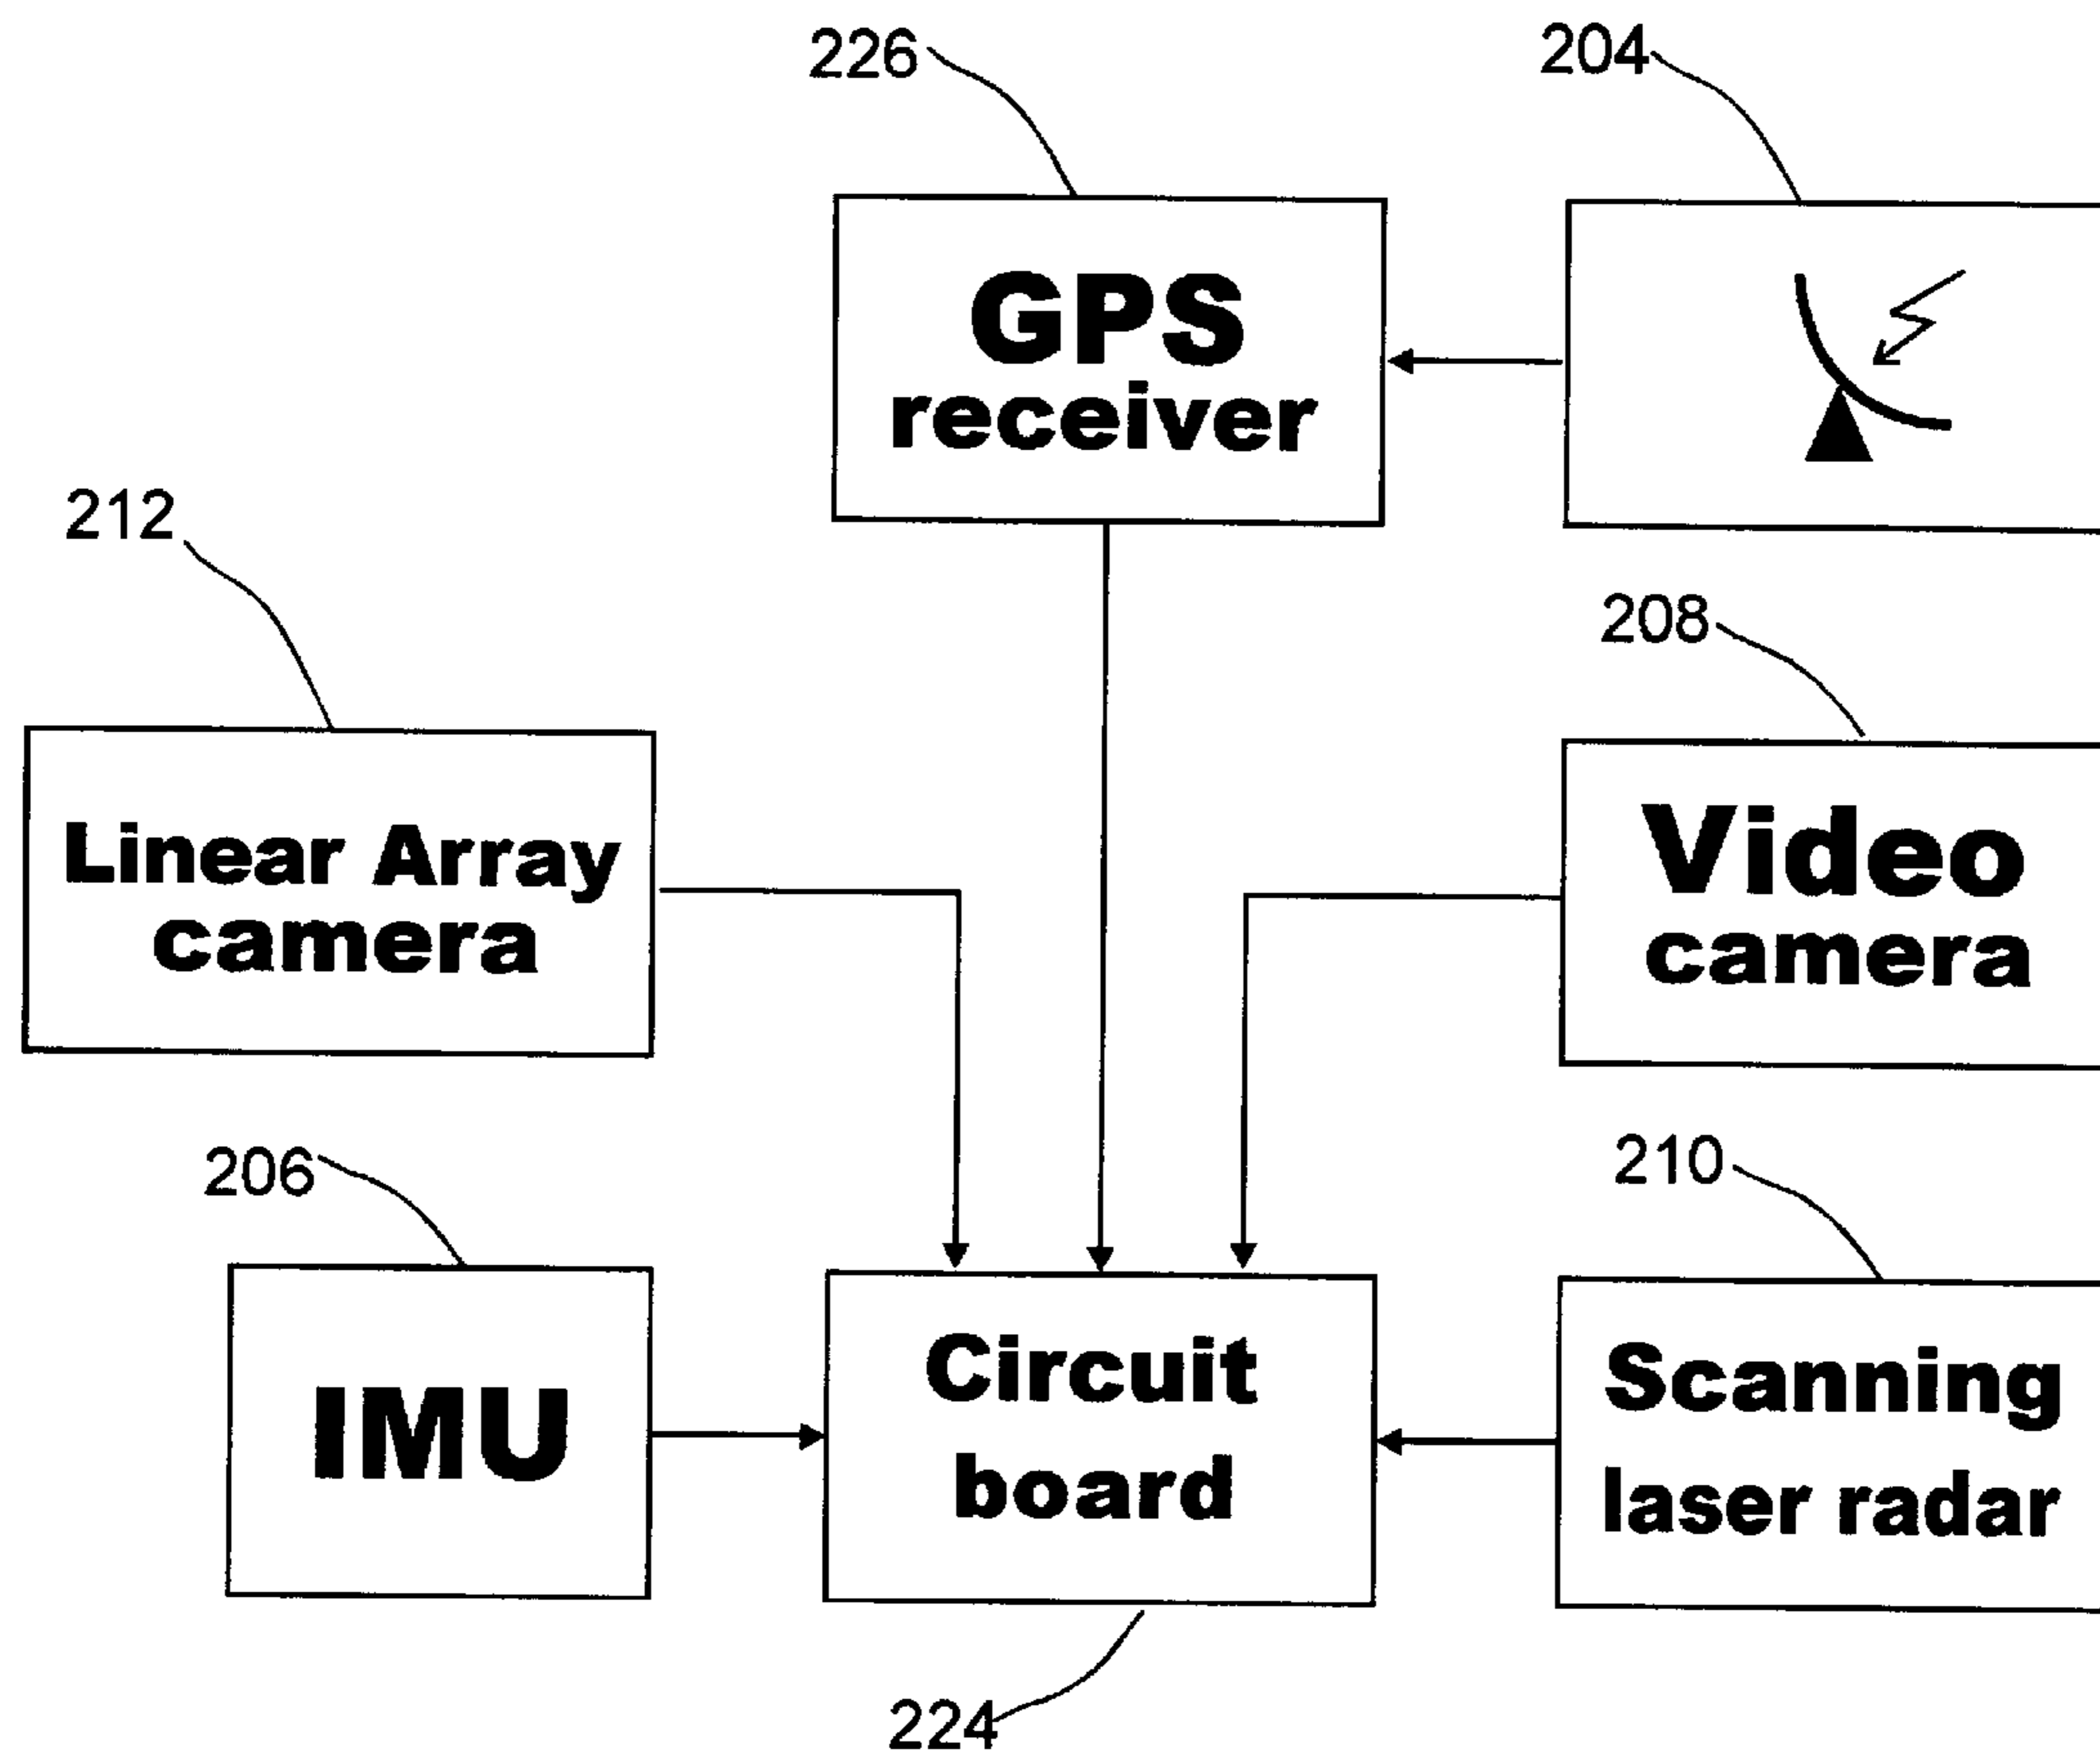 226
204
GPS
receiver
212
208
Linear Array
camera
Video
camera
206
210
IMU
Circuit
board
Scanning
laser radar
224